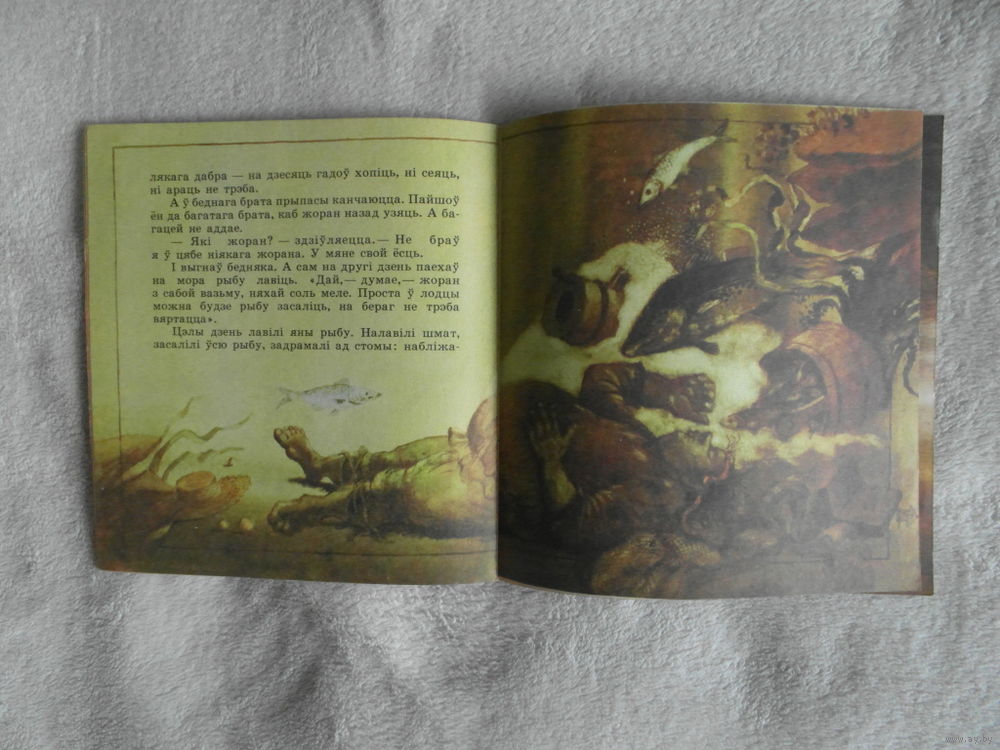 лякага дабра — на дзесяць гадоў хопіць, ні сеяць,
ні араць не трэба.
А ў беднага брата прыпасы канчаюцца. Пайшоў
ён да багатага брата, каб жоран назад узяць. А ба-
гацей не аддае.
— Які жоран? — здзіўляецца. — Не браў
я ў цябе ніякага жорана. У мяне свой ёсць.
І выгнаў бедняка. А сам на другі дзень паехаў
на мора рыбу лавіць. «Дай, — думае, — жоран
з сабой вазьму, няхай соль меле. Проста ў лодцы
можна будзе рыбу засаліць, на бераг не трэба
вяртацца».
Цэлы дзень лавілі яны рыбу. Налавілі шмат,
засалілі ўсю рыбу, задрамалі ад стомы: набліжа-
www.ay.by